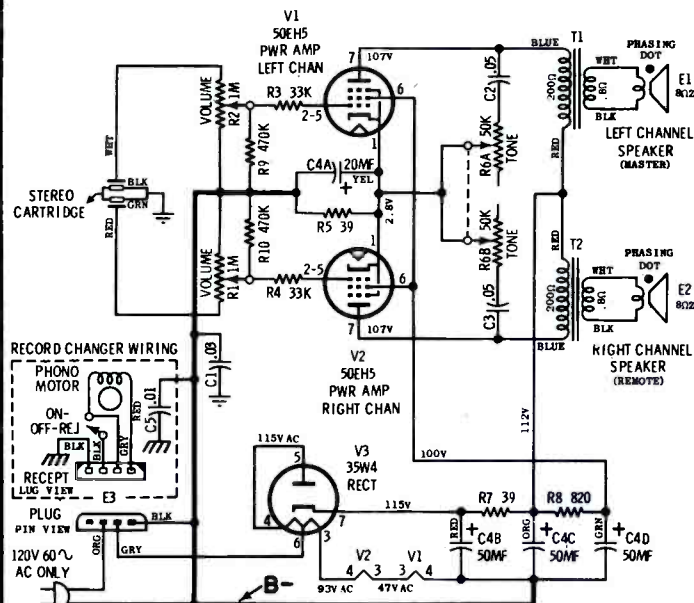 V1
50EH5
PWR AMP
LEFT CHAN
7
107V
6
BLUE
T1
WHT
PHASING
DOT
E1
8ΩZ
200Ω
.8Ω
BLK
LEFT CHANNEL
SPEAKER
(MASTER)
VOLUME
R2 1M
R3 33K
2-5
1
C2 .05
R6A 50K
TONE
RED
WHT
R9 470K
C4A
20MF
YEL
+
BLK
GRN
STEREO
CARTRIDGE
RED
R5 39
2.8V
R10 470K
1
VOLUME
R1 1M
R4 33K
2-5
6
7
107V
R6B 50K
TONE
C3 .05
RED
T2
WHT
PHASING
DOT
E2
8ΩZ
200Ω
.8Ω
BLK
BLUE
RIGHT CHANNEL
SPEAKER
(REMOTE)
V2
50EH5
PWR AMP
RIGHT CHAN
C1 .03
RECORD CHANGER WIRING
PHONO
MOTOR
ON-
OFF-REJ
BLK
BLK
GRY
RED
C5 .01
RECEPT
LUG VIEW
E3
PLUG
PIN VIEW
BLK
ORG
GRY
120V 60∿
AC ONLY
115V AC
5
V3
35W4
RECT
4
6
3
7
115V
112V
100V
R7 39
R8 820
RED
+
C4B
50MF
ORG
+
C4C
50MF
GRN
+
C4D
50MF
V2
V1
4
3
3
4
93V AC
47V AC
B-